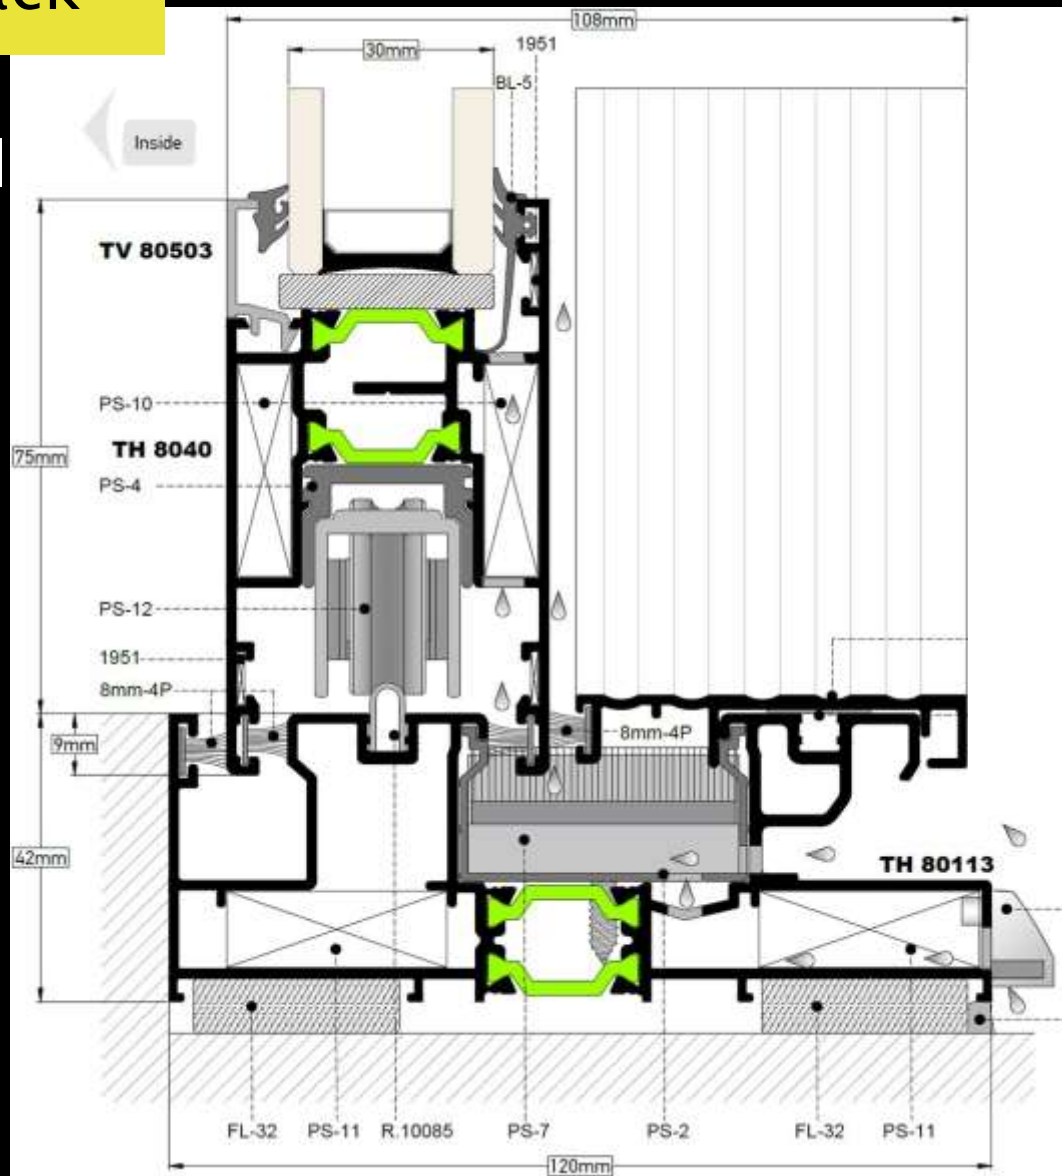 108mm
30mm
1951
BL-5
Inside
TV 80503
PS-10
TH 8040
75mm
PS-4
PS-12
1951
8mm-4P
9mm
8mm-4P
42mm
TH 80113
FL-32
PS-11
R.10085
PS-7
PS-2
FL-32
PS-11
120mm